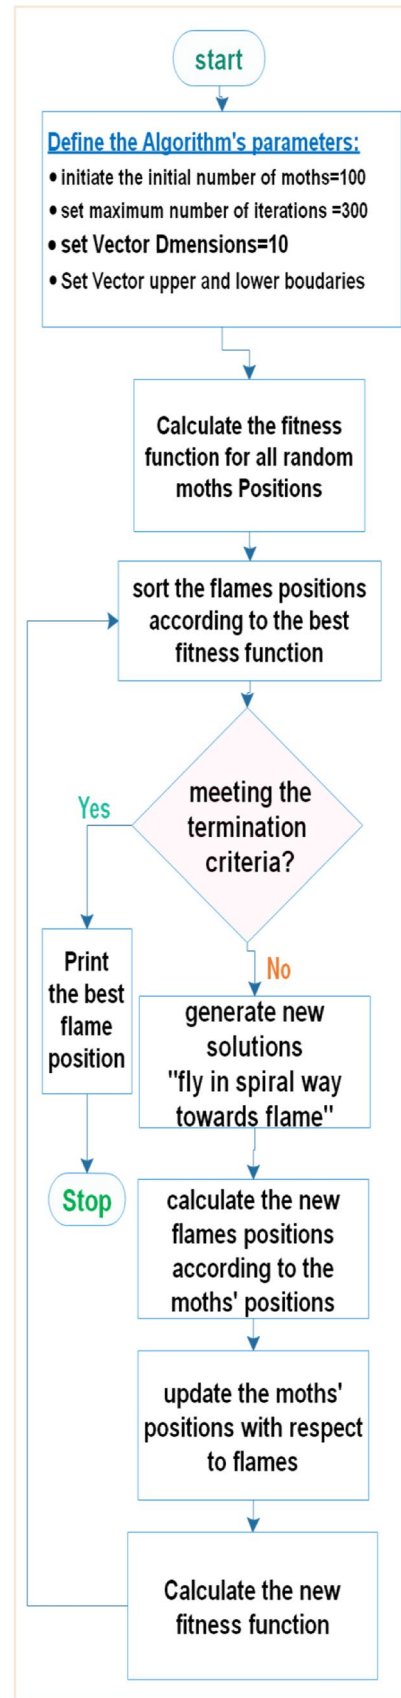 start
Define the Algorithm's parameters:
• initiate the initial number of moths=100
• set maximum number of iterations =300
• set Vector Dmensions=10
• Set Vector upper and lower boudaries
Calculate the fitness
function for all random
moths Positions
sort the flames positions
according to the best
fitness function
meeting the
termination
criteria?
Yes
Print
the best
flame
position
Stop
No
generate new
solutions
"fly in spiral way
towards flame"
calculate the new
flames positions
according to the
moths' positions
update the moths'
positions with respect
to flames
Calculate the new
fitness function